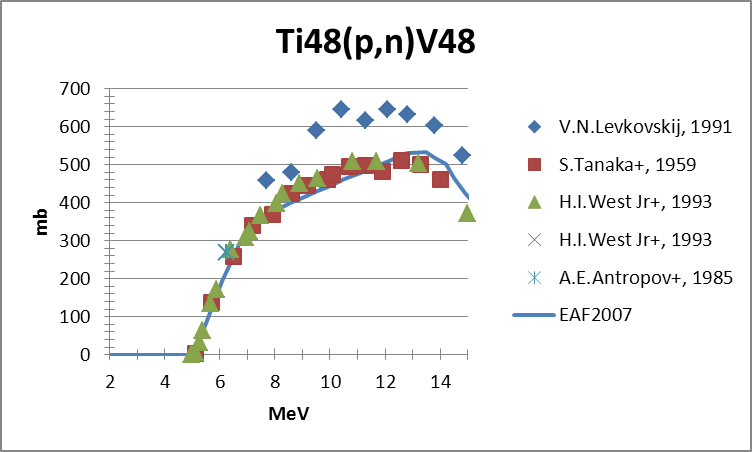 Ti48(p,n)V48
700
600
500
400
300
200
100
0
mb
2 4 6 8 10 12 14
MeV
V.N.Levkovskij, 1991
S.Tanaka+, 1959
H.I.West Jr+, 1993
H.I.West Jr+, 1993
A.E.Antropov+, 1985
EAF2007